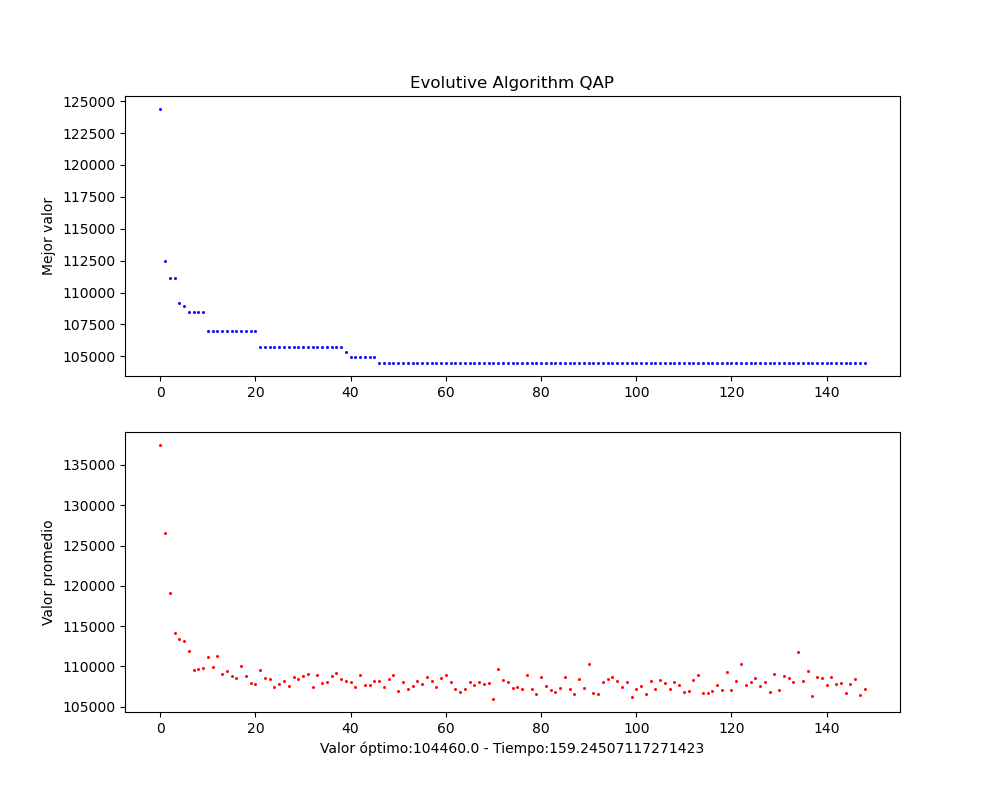 Evolutive Algorithm QAP
125000
122500
120000
117500
115000
112500
110000
107500
105000
Mejor valor
0 20 40 60 80 100 120 140
135000
130000
125000
120000
115000
110000
105000
Valor promedio
0 20 40 60 80 100 120 140
Valor óptimo:104460.0 - Tiempo:159.24507117271423